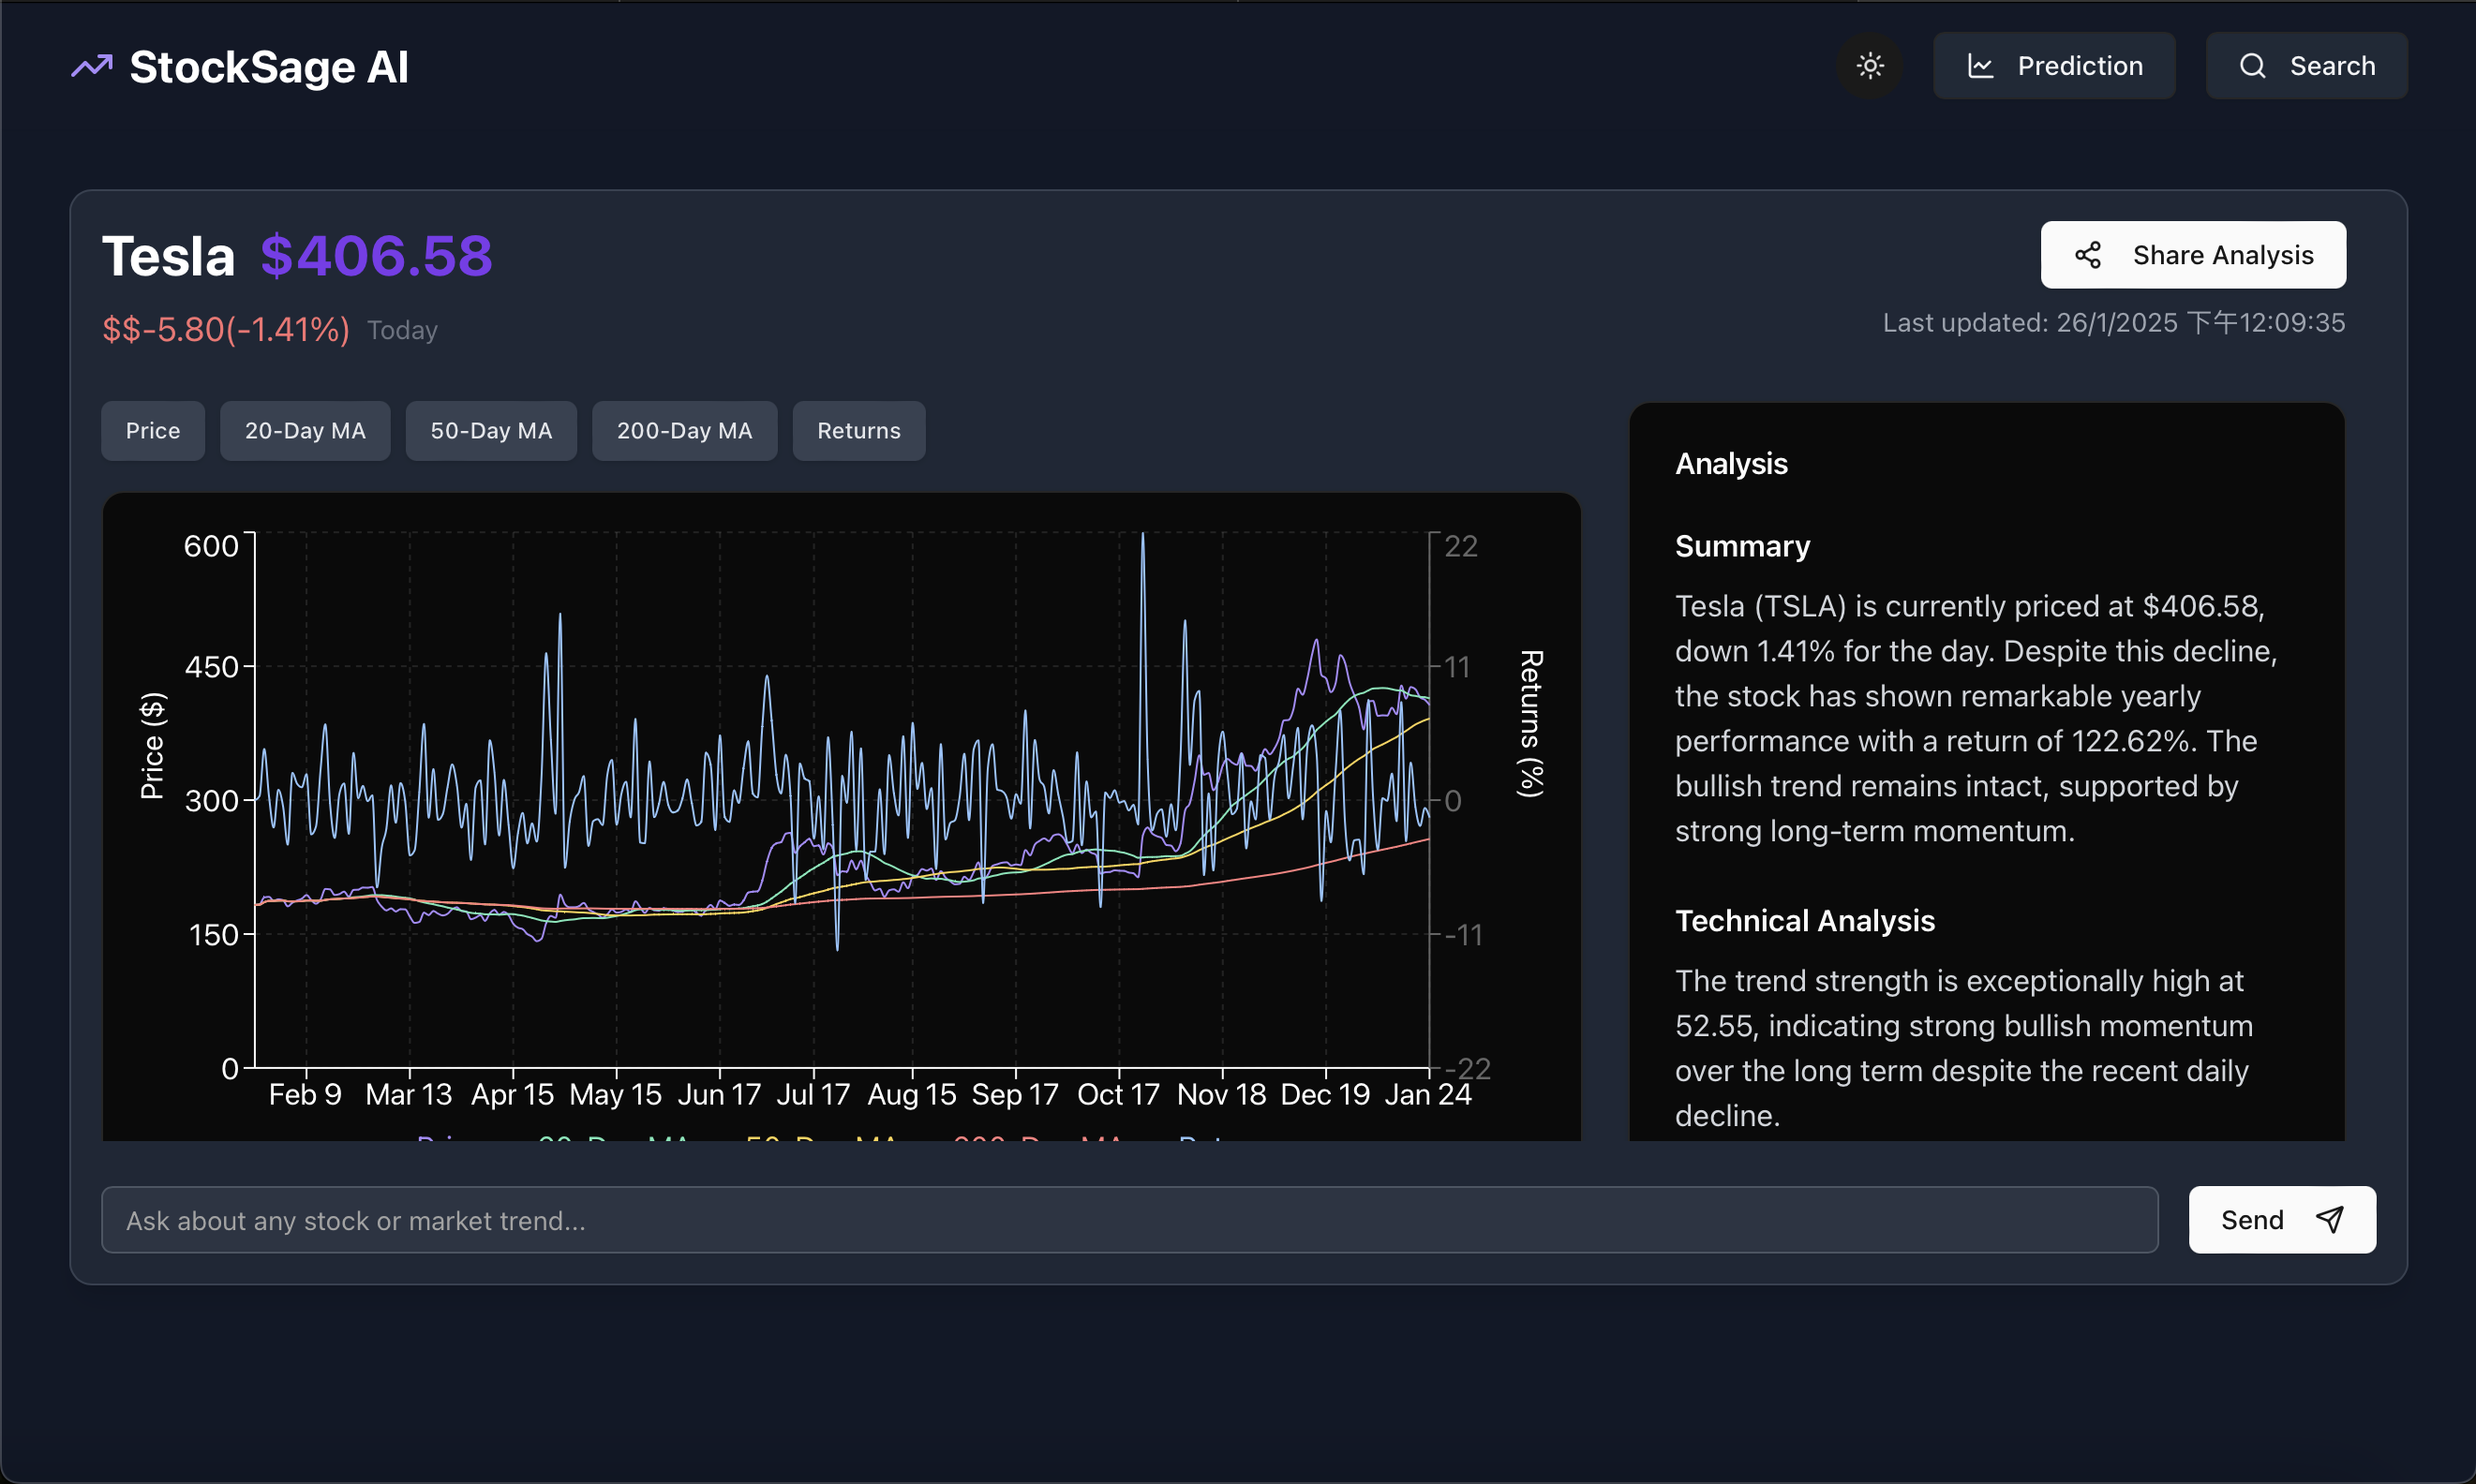 StockSage AI
Prediction
Search
Tesla $406.58
Share Analysis
$$-5.80(-1.41%) Today
Last updated: 26/1/2025 下午12:09:35
Price
20-Day MA
50-Day MA
200-Day MA
Returns
600
450
300
150
0
Price ($)
22
11
0
-11
-22
Returns (%)
Feb 9
Mar 13
Apr 15
May 15
Jun 17
Jul 17
Aug 15
Sep 17
Oct 17
Nov 18
Dec 19
Jan 24
Analysis
Summary
Tesla (TSLA) is currently priced at $406.58,
down 1.41% for the day. Despite this decline,
the stock has shown remarkable yearly
performance with a return of 122.62%. The
bullish trend remains intact, supported by
strong long-term momentum.
Technical Analysis
The trend strength is exceptionally high at
52.55, indicating strong bullish momentum
over the long term despite the recent daily
decline.
Ask about any stock or market trend...
Send